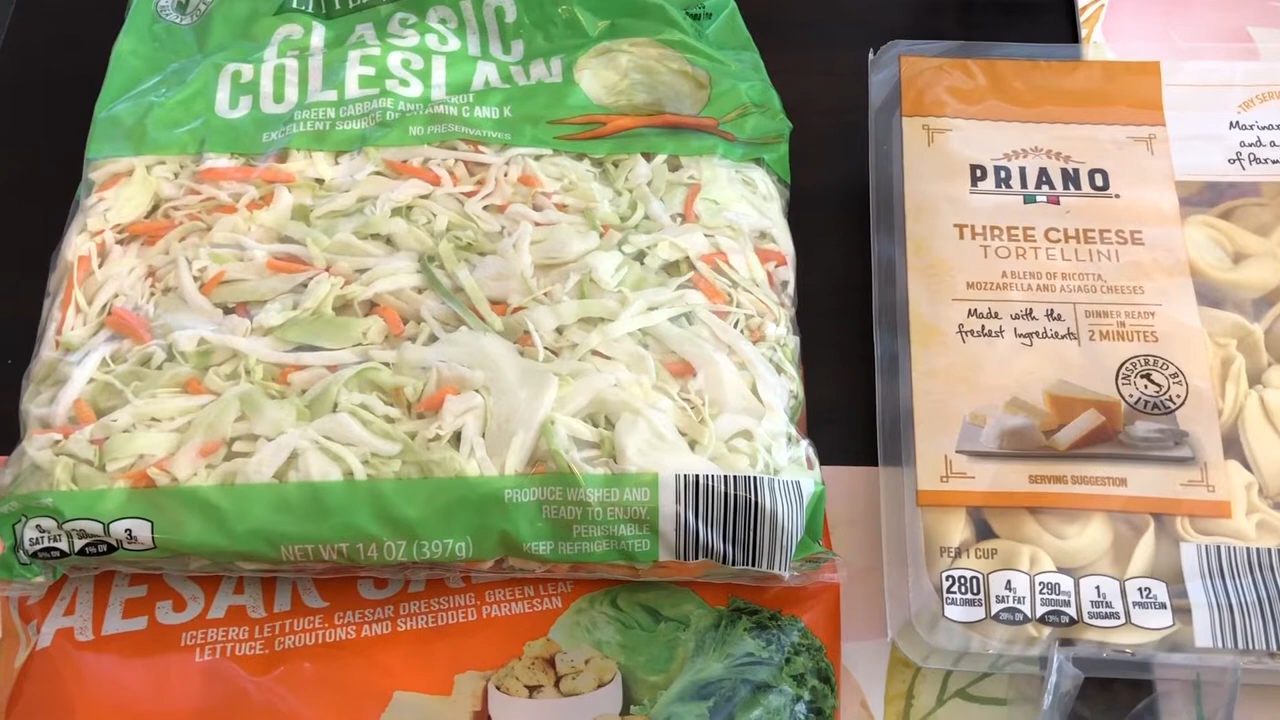 CLASSIC
COLESLAW
GREEN CABBAGE AND CARROT
EXCELLENT SOURCE OF VITAMIN C AND K
NO PRESERVATIVES
PRODUCE WASHED AND
READY TO ENJOY.
PERISHABLE
KEEP REFRIGERATED
SAT FAT
3g
1% DV
NET WT 14 OZ (397g)
CAESAR
ICEBERG LETTUCE, CAESAR DRESSING, GREEN LEAF
LETTUCE, CROUTONS AND SHREDDED PARMESAN
PRIANO
THREE CHEESE
TORTELLINI
A BLEND OF RICOTTA,
MOZZARELLA AND ASIAGO CHEESES
Made with the
freshest Ingredients
DINNER READY
IN
2 MINUTES
INSPIRED BY
ITALY
SERVING SUGGESTION
PER 1 CUP
280 CALORIES
4g SAT FAT 20% DV
290mg SODIUM 13% DV
1g TOTAL SUGARS
12g PROTEIN
TRY
Marina
and a
of Parm